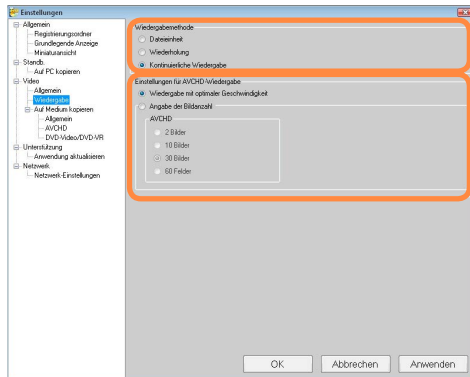 Einstellungen
Allgemein
Registrierungsordner
Grundlegende Anzeige
Miniaturansicht
Standb.
Auf PC kopieren
Video
Allgemein
Wiedergabe
Auf Medium kopieren
Allgemein
AVCHD
DVD-Video/DVD-VR
Unterstützung
Anwendung aktualisieren
Netzwerk
Netzwerk-Einstellungen
Wiedergabemethode
Dateieinheit
Wiederholung
Kontinuierliche Wiedergabe
Einstellungen für AVCHD-Wiedergabe
Wiedergabe mit optimaler Geschwindigkeit
Angabe der Bildanzahl
AVCHD
2 Bilder
10 Bilder
30 Bilder
60 Felder
OK
Abbrechen
Anwenden